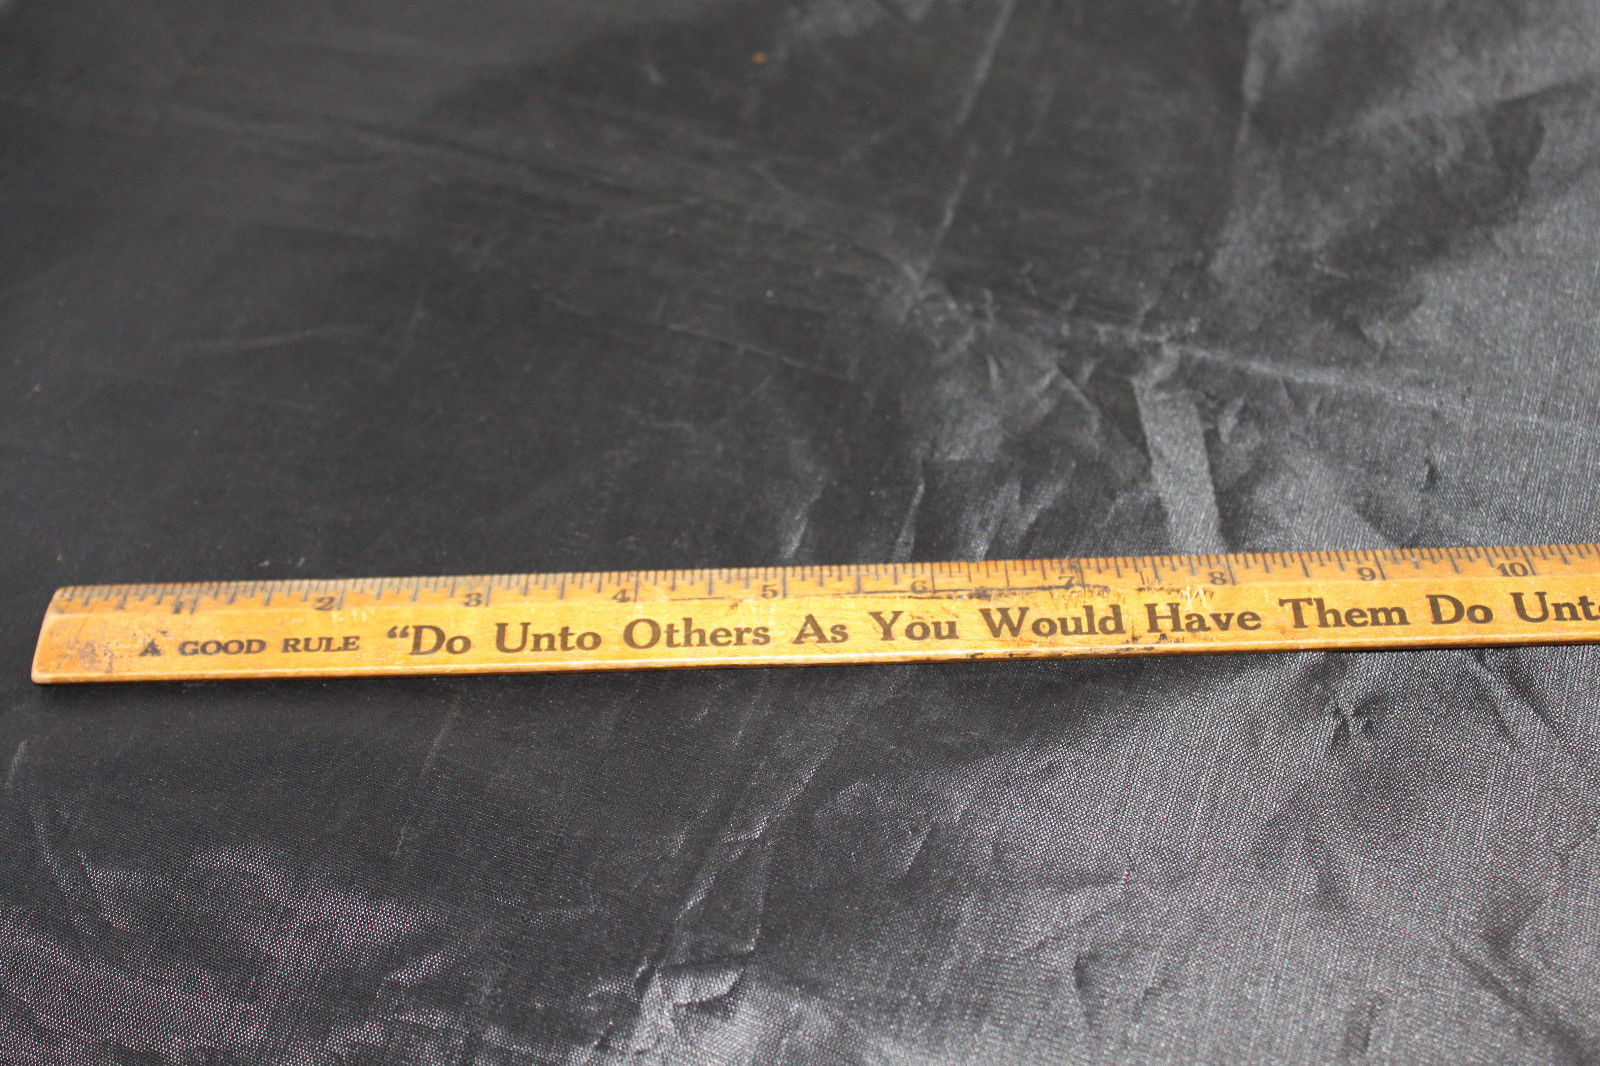 1 2 3 4 5 6 7 8 9 10
A GOOD RULE “Do Unto Others As You Would Have Them Do Unto